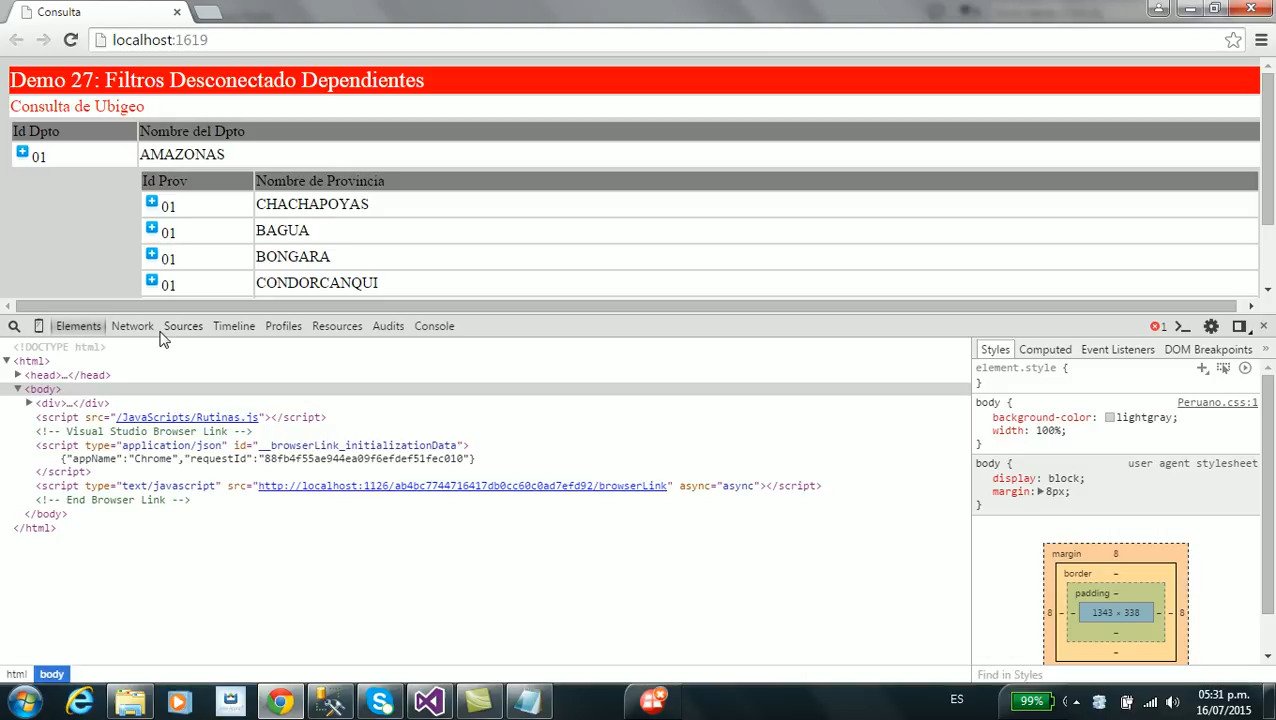 Consulta
localhost:1619
Demo 27: Filtros Desconectado Dependientes
Consulta de Ubigeo
Id Dpto Nombre del Dpto
01 AMAZONAS
Id Prov Nombre de Provincia
01 CHACHAPOYAS
01 BAGUA
01 BONGARA
01 CONDORCANQUI
Elements Network Sources Timeline Profiles Resources Audits Console 1
<!DOCTYPE html>
<html>
<head>…</head>
<body>
<div>…</div>
<script src="/JavaScripts/Rutinas.js"></script>
<!-- Visual Studio Browser Link -->
<script type="application/json" id="__browserLink_initializationData">
{"appName":"Chrome","requestId":"88fb4f55ae944ea09f6efdef51fec010"}
</script>
<script type="text/javascript" src="http://localhost:1126/ab4bc7744716417db0cc60c0ad7efd92/browserLink" async="async"></script>
<!-- End Browser Link -->
</body>
</html>
html body
Styles Computed Event Listeners DOM Breakpoints »
element.style {
}
body { Peruano.css:1
background-color: lightgray;
width: 100%;
}
body { user agent stylesheet
display: block;
margin: 8px;
}
margin 8
border –
padding –
8 – – 1343 × 338 – – 8
–
–
Find in Styles
99% ES 05:31 p.m.
16/07/2015